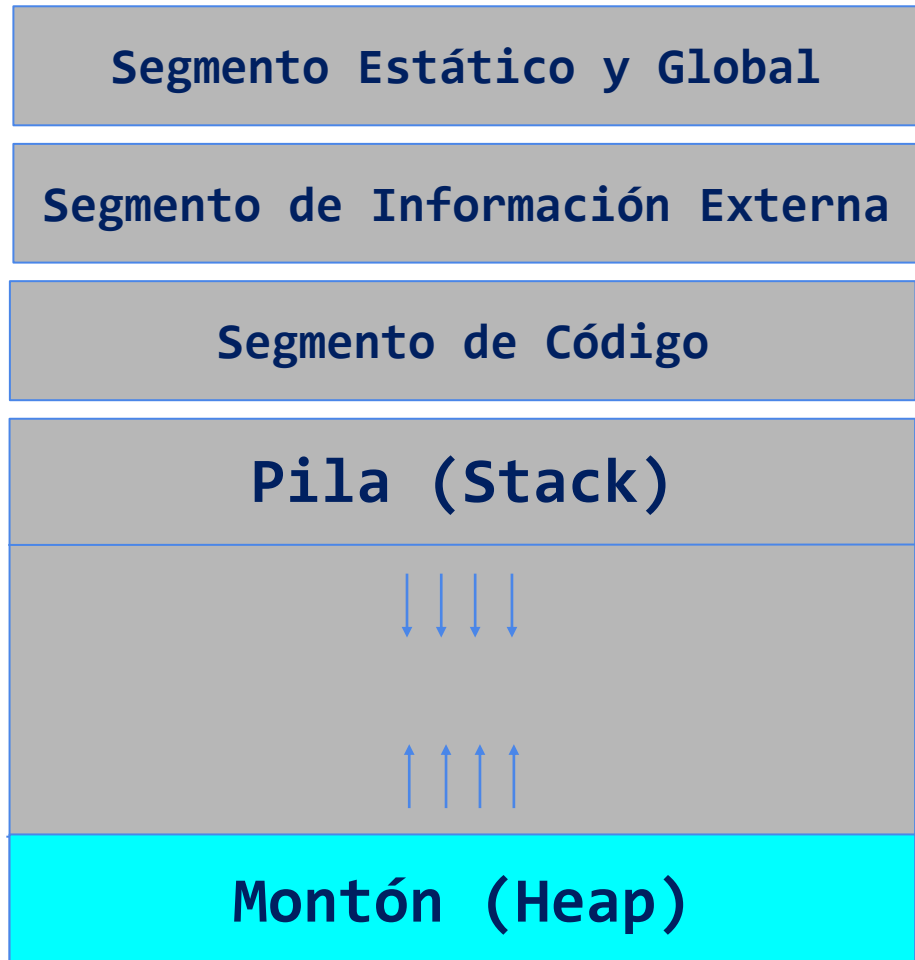 Segmento Estático y Global
Segmento de Información Externa
Segmento de Código
Pila (Stack)
Montón (Heap)